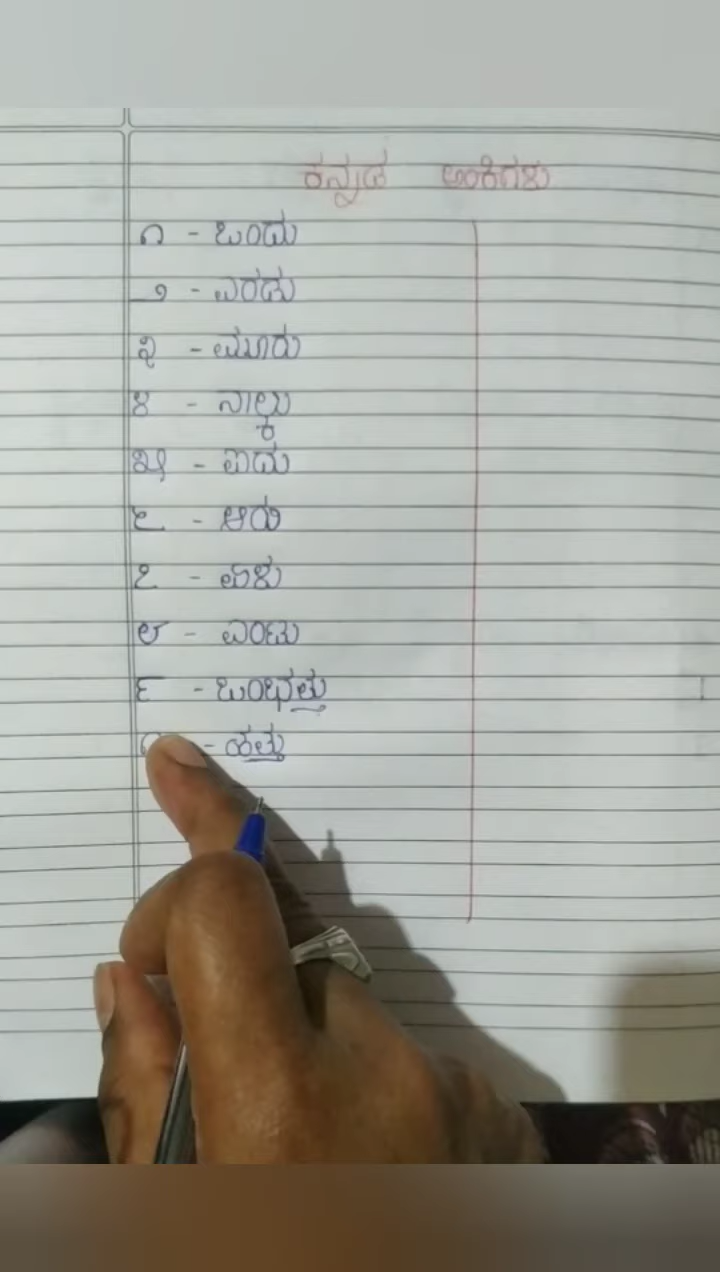 ಕನ್ನಡ ಅಂಕಿಗಳು
೧ - ಒಂದು
೨ - ಎರಡು
೩ - ಮೂರು
೪ - ನಾಲ್ಕು
೫ - ಐದು
೬ - ಆರು
೭ - ಏಳು
೮ - ಎಂಟು
೯ - ಒಂಭತ್ತು
- ಹತ್ತು